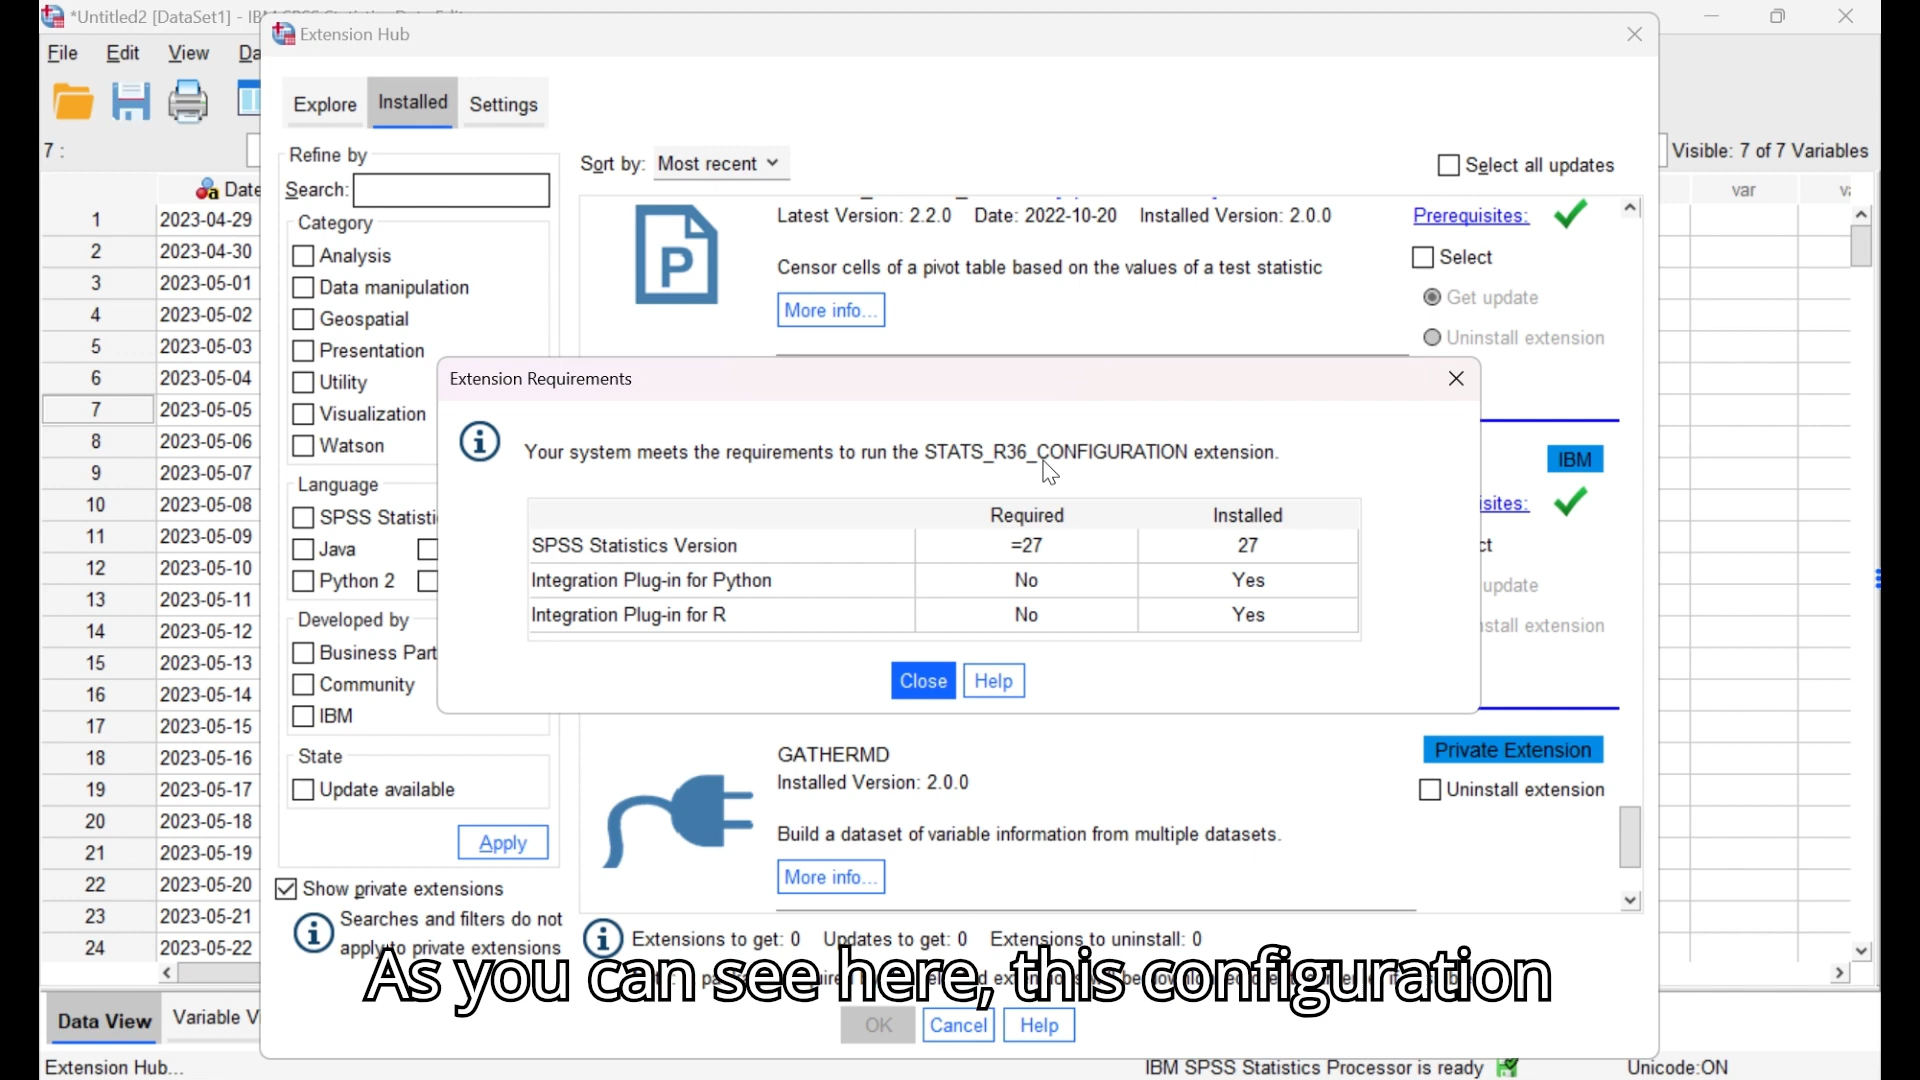 *Untitled2 [DataSet1] - IBM SPSS Statistics Data Editor
Extension Hub
File Edit View Da
Explore Installed Settings
7 :
Visible: 7 of 7 Variables
Refine by
Search:
Sort by: Most recent
Select all updates
Date
var
1 2023-04-29
2 2023-04-30
3 2023-05-01
4 2023-05-02
5 2023-05-03
6 2023-05-04
7 2023-05-05
8 2023-05-06
9 2023-05-07
10 2023-05-08
11 2023-05-09
12 2023-05-10
13 2023-05-11
14 2023-05-12
15 2023-05-13
16 2023-05-14
17 2023-05-15
18 2023-05-16
19 2023-05-17
20 2023-05-18
21 2023-05-19
22 2023-05-20
23 2023-05-21
24 2023-05-22
Category
Analysis
Data manipulation
Geospatial
Presentation
Utility
Visualization
Watson
Language
SPSS Statisti
Java
Python 2
Developed by
Business Part
Community
IBM
State
Update available
Apply
Show private extensions
Searches and filters do not
apply to private extensions
P
Latest Version: 2.2.0 Date: 2022-10-20 Installed Version: 2.0.0
Prerequisites:
Censor cells of a pivot table based on the values of a test statistic
Select
More info...
Get update
Uninstall extension
Extension Requirements
Your system meets the requirements to run the STATS_R36_CONFIGURATION extension.
Required Installed
SPSS Statistics Version =27 27
Integration Plug-in for Python No Yes
Integration Plug-in for R No Yes
Close Help
IBM
isites:
ct
update
stall extension
GATHERMD
Installed Version: 2.0.0
Private Extension
Uninstall extension
Build a dataset of variable information from multiple datasets.
More info...
Extensions to get: 0 Updates to get: 0 Extensions to uninstall: 0
As you can see here, this configuration
OK Cancel Help
Data View Variable V
Extension Hub...
IBM SPSS Statistics Processor is ready
Unicode:ON